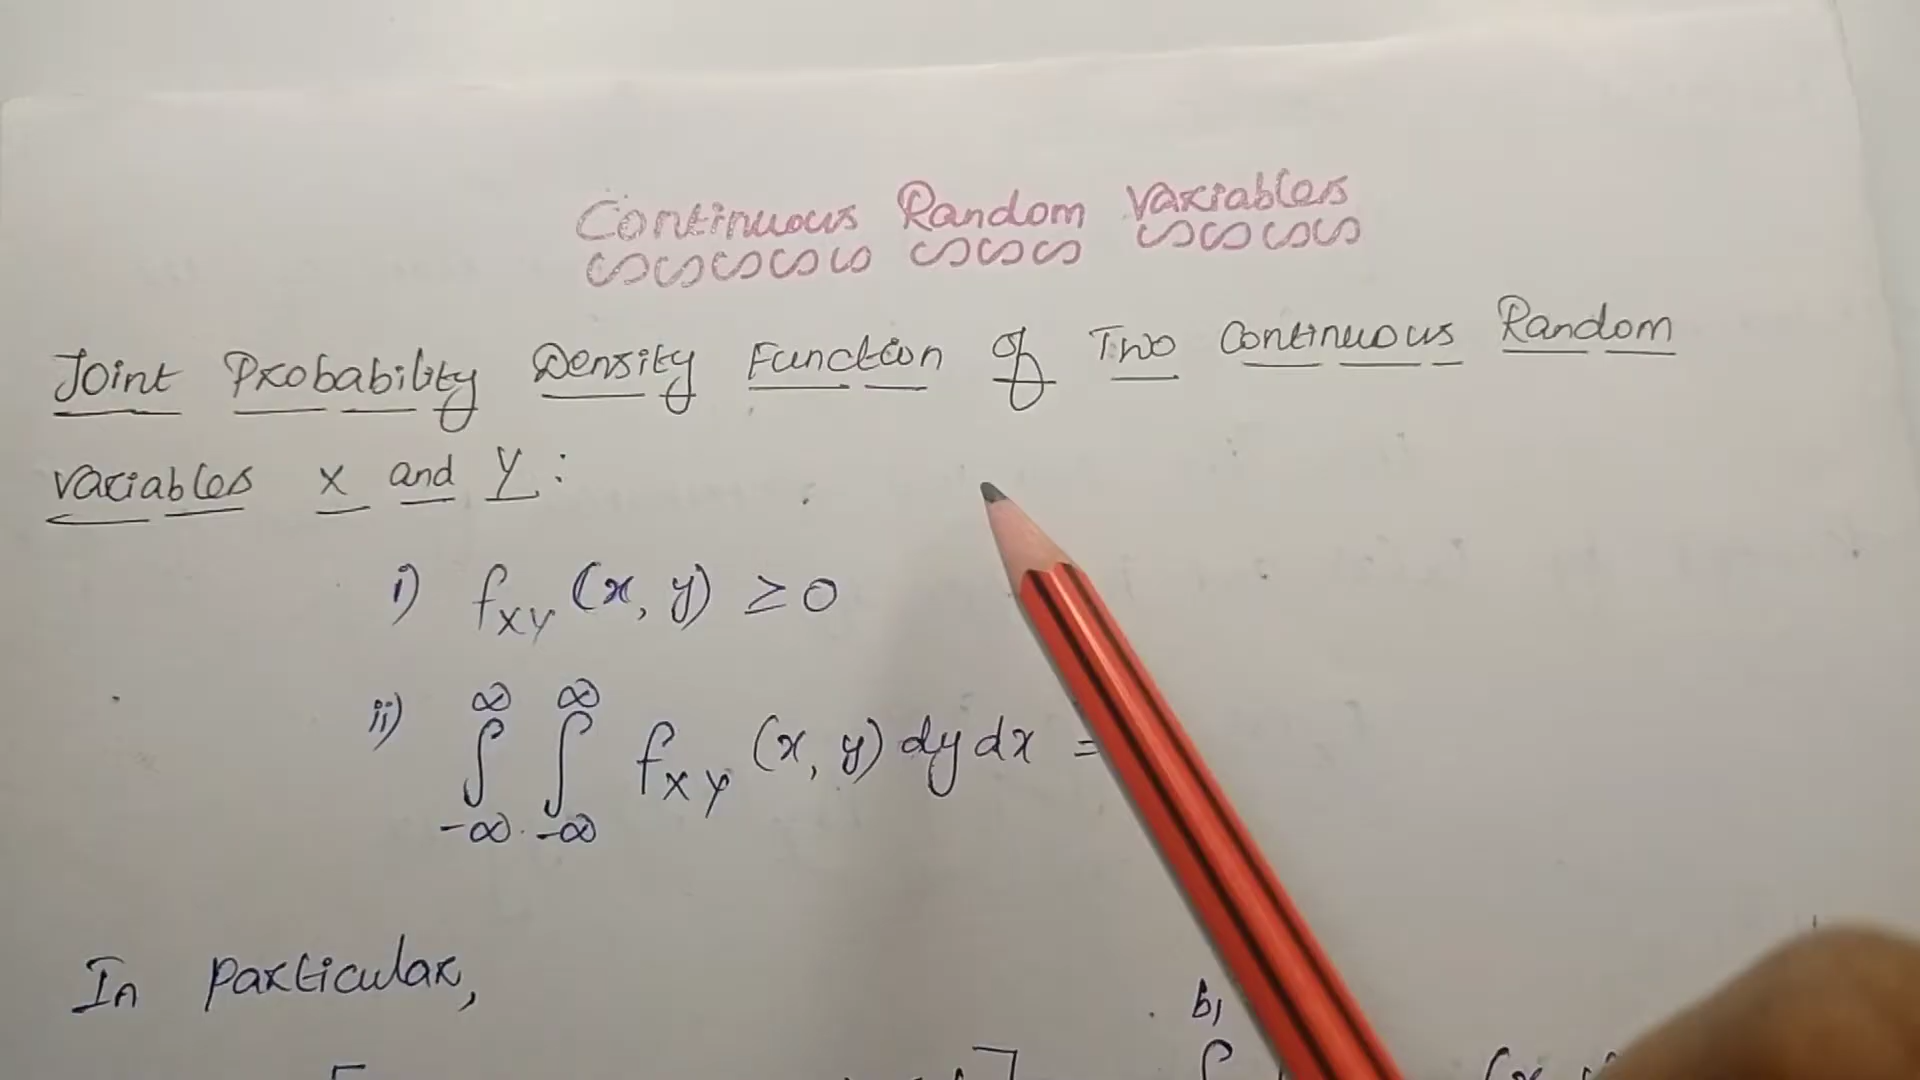 Continuous Random Variables
Joint Probability Density Function of Two Continuous Random
Variables X and Y:
i) f_XY (x, y) ≥ 0
ii) ∫_{-∞}^{∞} ∫_{-∞}^{∞} f_XY (x, y) dy dx =
In particular,
b₁